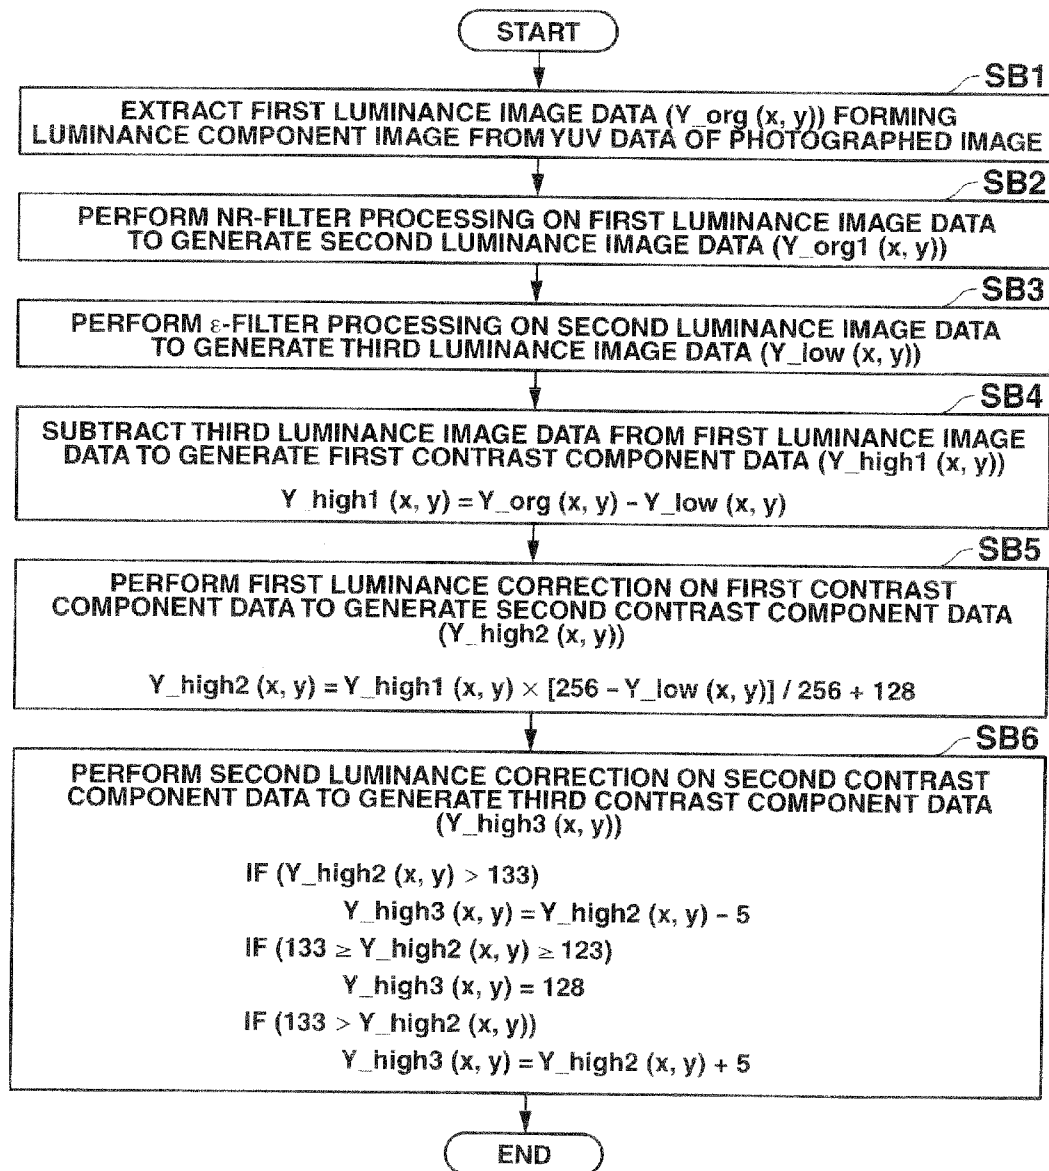 START
SB1
EXTRACT FIRST LUMINANCE IMAGE DATA (Y_org (x, y)) FORMING
LUMINANCE COMPONENT IMAGE FROM YUV DATA OF PHOTOGRAPHED IMAGE
SB2
PERFORM NR-FILTER PROCESSING ON FIRST LUMINANCE IMAGE DATA
TO GENERATE SECOND LUMINANCE IMAGE DATA (Y_org1 (x, y))
SB3
PERFORM ε-FILTER PROCESSING ON SECOND LUMINANCE IMAGE DATA
TO GENERATE THIRD LUMINANCE IMAGE DATA (Y_low (x, y))
SB4
SUBTRACT THIRD LUMINANCE IMAGE DATA FROM FIRST LUMINANCE IMAGE
DATA TO GENERATE FIRST CONTRAST COMPONENT DATA (Y_high1 (x, y))
Y_high1 (x, y) = Y_org (x, y) – Y_low (x, y)
SB5
PERFORM FIRST LUMINANCE CORRECTION ON FIRST CONTRAST
COMPONENT DATA TO GENERATE SECOND CONTRAST COMPONENT DATA
(Y_high2 (x, y))
Y_high2 (x, y) = Y_high1 (x, y) × [256 – Y_low (x, y)] / 256 + 128
SB6
PERFORM SECOND LUMINANCE CORRECTION ON SECOND CONTRAST
COMPONENT DATA TO GENERATE THIRD CONTRAST COMPONENT DATA
(Y_high3 (x, y))
IF (Y_high2 (x, y) > 133)
Y_high3 (x, y) = Y_high2 (x, y) – 5
IF (133 ≥ Y_high2 (x, y) ≥ 123)
Y_high3 (x, y) = 128
IF (133 > Y_high2 (x, y))
Y_high3 (x, y) = Y_high2 (x, y) + 5
END